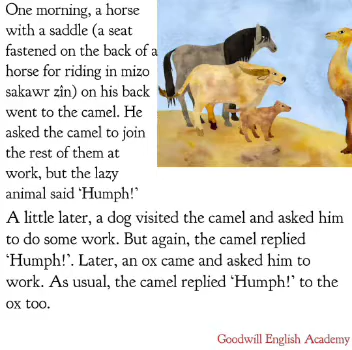 One morning, a horse
with a saddle (a seat
fastened on the back of a
horse for riding in mizo
sakawr zîn) on his back
went to the camel. He
asked the camel to join
the rest of them at
work, but the lazy
animal said ‘Humph!’
A little later, a dog visited the camel and asked him
to do some work. But again, the camel replied
‘Humph!’. Later, an ox came and asked him to
work. As usual, the camel replied ‘Humph!’ to the
ox too.
Goodwill English Academy